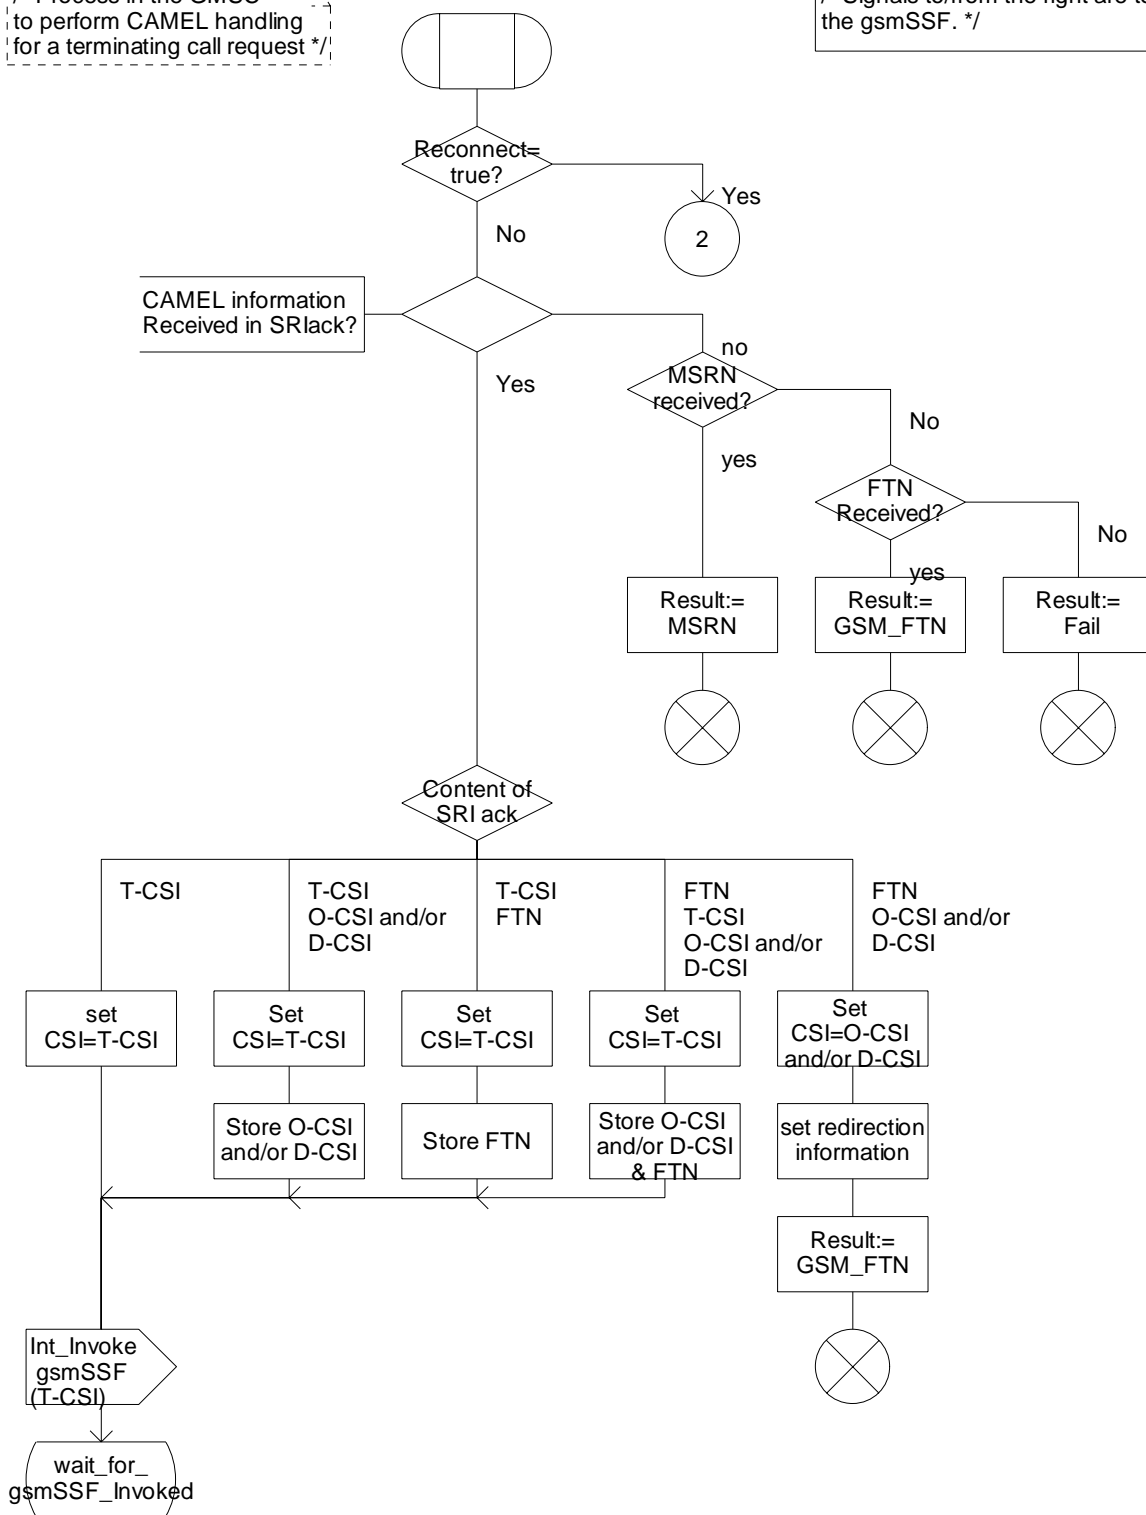 to perform CAMEL handling
for a terminating call request */
the gsmSSF. */
Reconnect=
true?
Yes
2
No
CAMEL information
Received in SRIack?
no
Yes
MSRN
received?
No
yes
FTN
Received?
No
yes
Result:=
MSRN
Result:=
GSM_FTN
Result:=
Fail
Content of
SRI ack
T-CSI
T-CSI
O-CSI and/or
D-CSI
T-CSI
FTN
FTN
T-CSI
O-CSI and/or
D-CSI
FTN
O-CSI and/or
D-CSI
set
CSI=T-CSI
Set
CSI=T-CSI
Set
CSI=T-CSI
Set
CSI=T-CSI
Set
CSI=O-CSI
and/or D-CSI
Store O-CSI
and/or D-CSI
Store FTN
Store O-CSI
and/or D-CSI
& FTN
set redirection
information
Result:=
GSM_FTN
Int_Invoke
gsmSSF
(T-CSI)
wait_for_
gsmSSF_Invoked